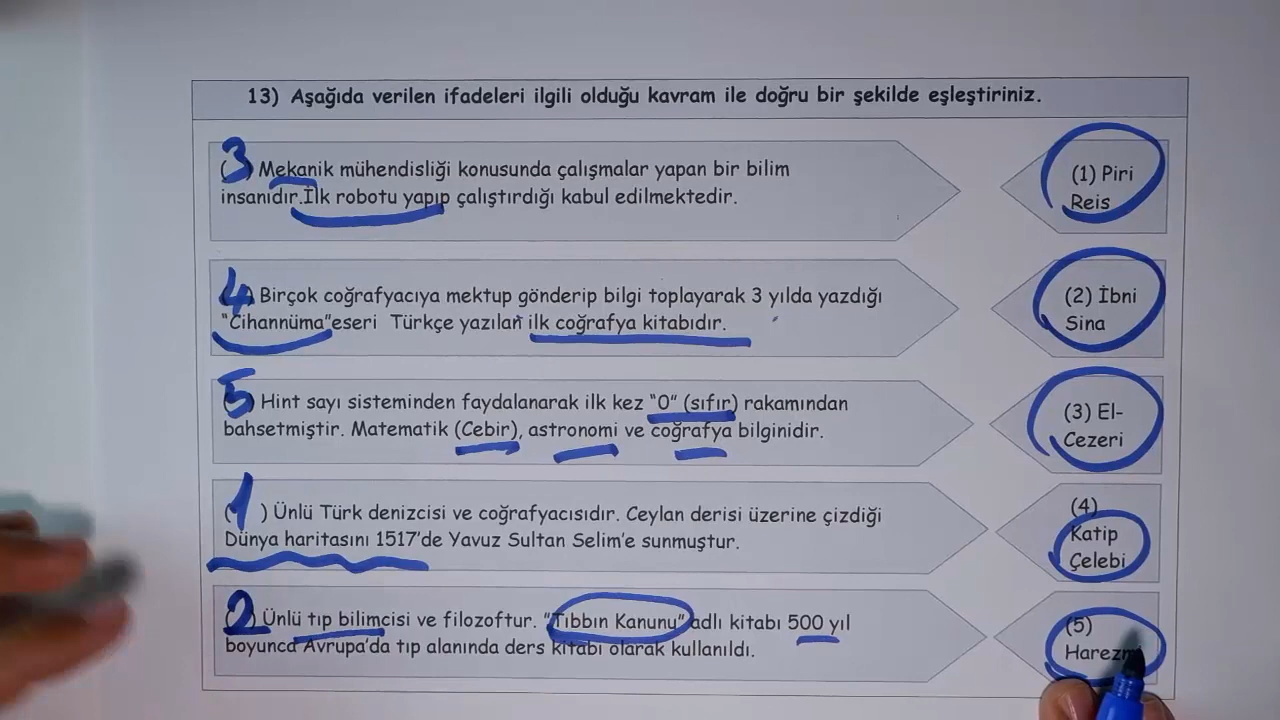 13) Aşağıda verilen ifadeleri ilgili olduğu kavram ile doğru bir şekilde eşleştiriniz.
(3) Mekanik mühendisliği konusunda çalışmalar yapan bir bilim
insanıdır.İlk robotu yapıp çalıştırdığı kabul edilmektedir.
(1) Piri
Reis
(4) Birçok coğrafyacıya mektup gönderip bilgi toplayarak 3 yılda yazdığı
"Cihannüma"eseri Türkçe yazılan ilk coğrafya kitabıdır.
(2) İbni
Sina
(5) Hint sayı sisteminden faydalanarak ilk kez "0" (sıfır) rakamından
bahsetmiştir. Matematik (Cebir), astronomi ve coğrafya bilginidir.
(3) El-
Cezeri
(1) Ünlü Türk denizcisi ve coğrafyacısıdır. Ceylan derisi üzerine çizdiği
Dünya haritasını 1517'de Yavuz Sultan Selim'e sunmuştur.
(4)
Katip
Çelebi
(2) Ünlü tıp bilimcisi ve filozoftur. "Tıbbın Kanunu" adlı kitabı 500 yıl
boyunca Avrupa'da tıp alanında ders kitabı olarak kullanıldı.
(5)
Harezmi